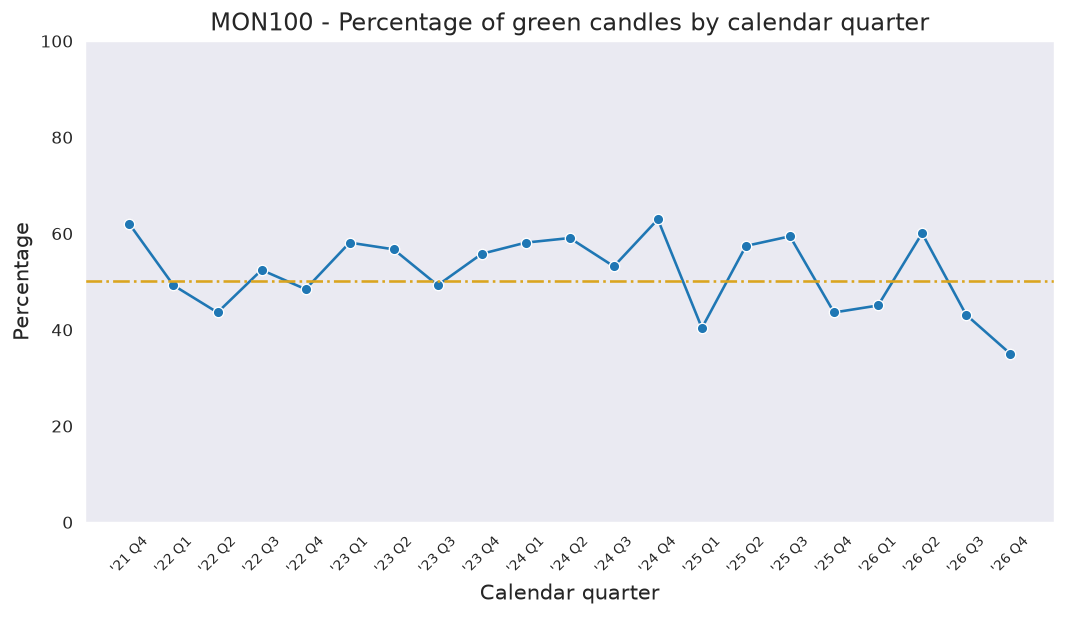 MON100 - Percentage of green candles by calendar quarter
100
80
60
40
20
0
Percentage
'21 Q4
'22 Q1
'22 Q2
'22 Q3
'22 Q4
'23 Q1
'23 Q2
'23 Q3
'23 Q4
'24 Q1
'24 Q2
'24 Q3
'24 Q4
'25 Q1
'25 Q2
'25 Q3
'25 Q4
'26 Q1
'26 Q2
'26 Q3
'26 Q4
Calendar quarter